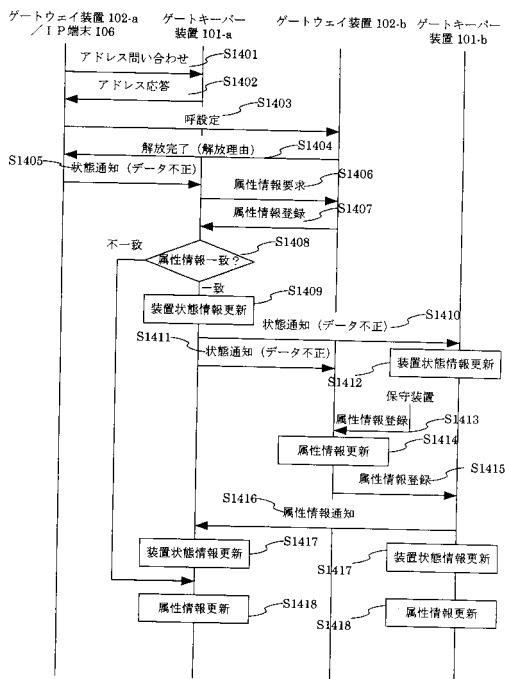 ゲートウェイ装置 102-a
／ＩＰ端末 106
ゲートキーパー
装置 101-a
ゲートウェイ装置 102-b
ゲートキーパー
装置 101-b
アドレス問い合わせ
S1401
アドレス応答
S1402
S1403
呼設定
解放完了（解放理由）
S1404
S1405
状態通知（データ不正）
属性情報要求
S1406
属性情報登録
S1407
不一致
属性情報一致？
S1408
一致
装置状態情報更新
S1409
状態通知（データ不正）
S1410
S1411
状態通知（データ不正）
S1412
装置状態情報更新
保守装置
属性情報登録
S1413
属性情報更新
S1414
属性情報登録
S1415
S1416
属性情報通知
装置状態情報更新
S1417
S1417
装置状態情報更新
属性情報更新
S1418
S1418
属性情報更新